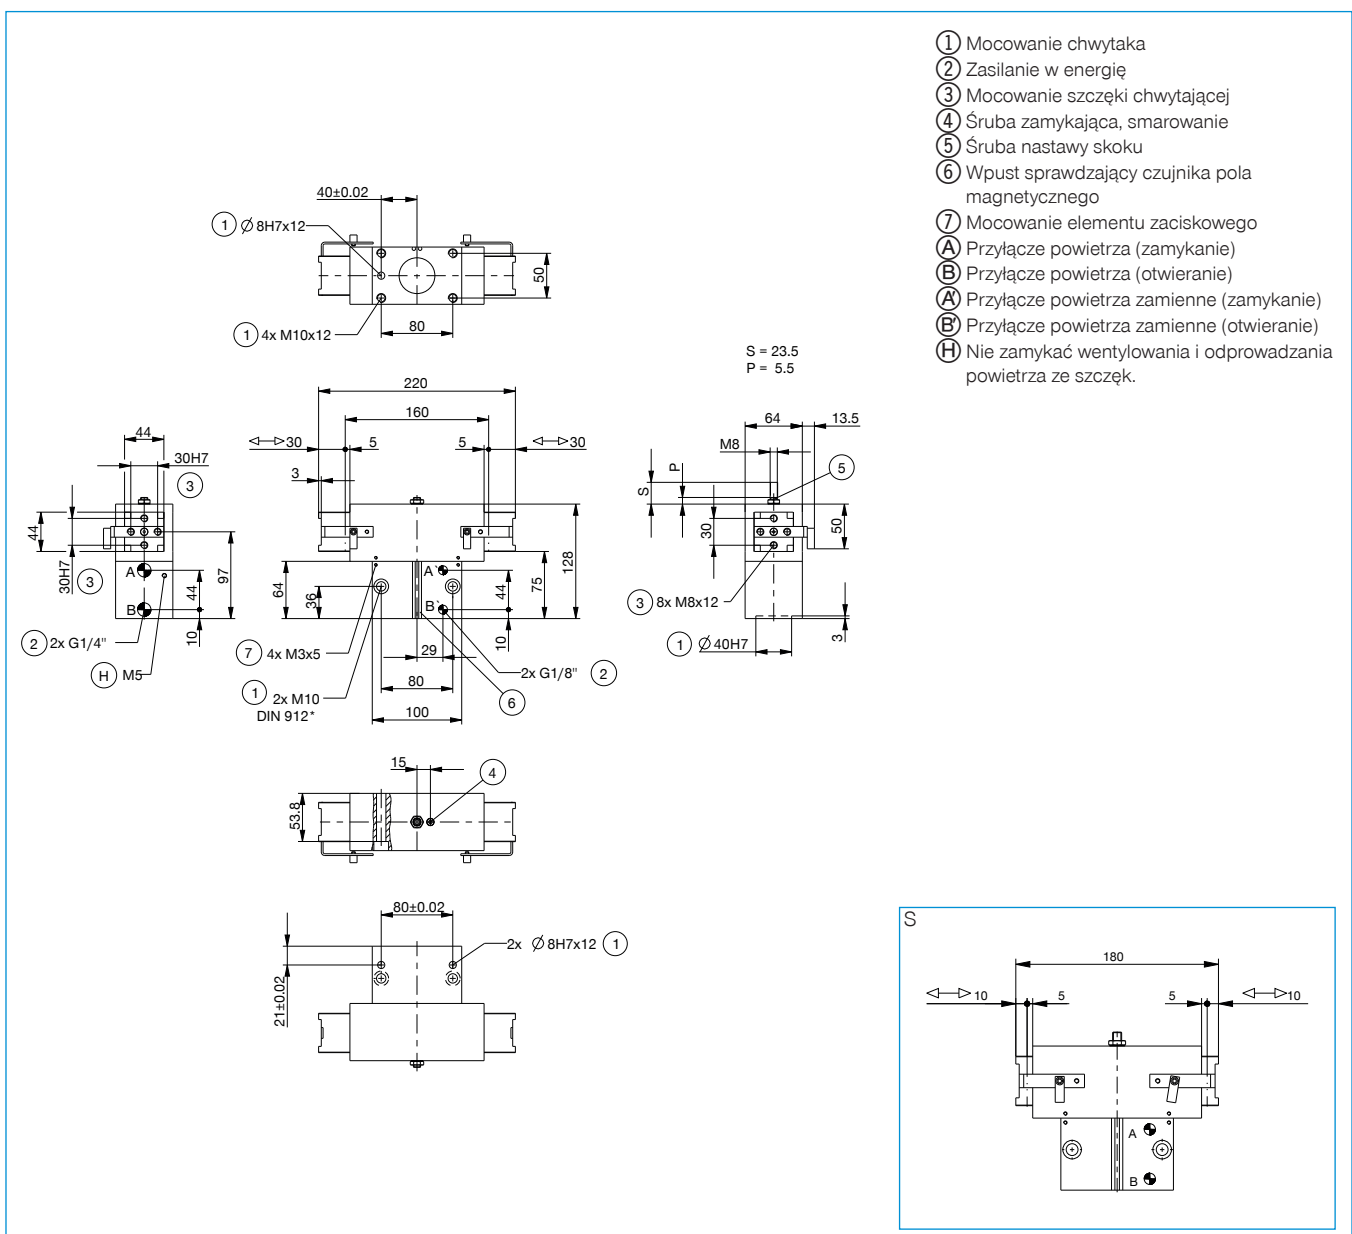 1 Mocowanie chwytaka
2 Zasilanie w energię
3 Mocowanie szczęki chwytającej
4 Śruba zamykająca, smarowanie
5 Śruba nastawy skoku
6 Wpust sprawdzający czujnika pola
magnetycznego
7 Mocowanie elementu zaciskowego
A Przyłącze powietrza (zamykanie)
B Przyłącze powietrza (otwieranie)
A' Przyłącze powietrza zamienne (zamykanie)
B' Przyłącze powietrza zamienne (otwieranie)
H Nie zamykać wentylowania i odprowadzania
powietrza ze szczęk.
40±0.02
1 Ø 8H7x12
50
1 4x M10x12
80
S = 23.5
P = 5.5
220
160
30 5 5 30
3
128
75
64
36
A`
B`
44
10
29
7 4x M3x5
2x G1/8" 2
80
1 2x M10
DIN 912*
6
100
44
30H7
3
44
30H7
3
A
B
97
44
10
2 2x G1/4"
H M5
64 13.5
M8
P
S
5
30
50
3 8x M8x12
1 Ø 40H7
3
15
4
53.8
80±0.02
2x Ø 8H7x12 1
21±0.02
S
180
10 5 5 10
A
B